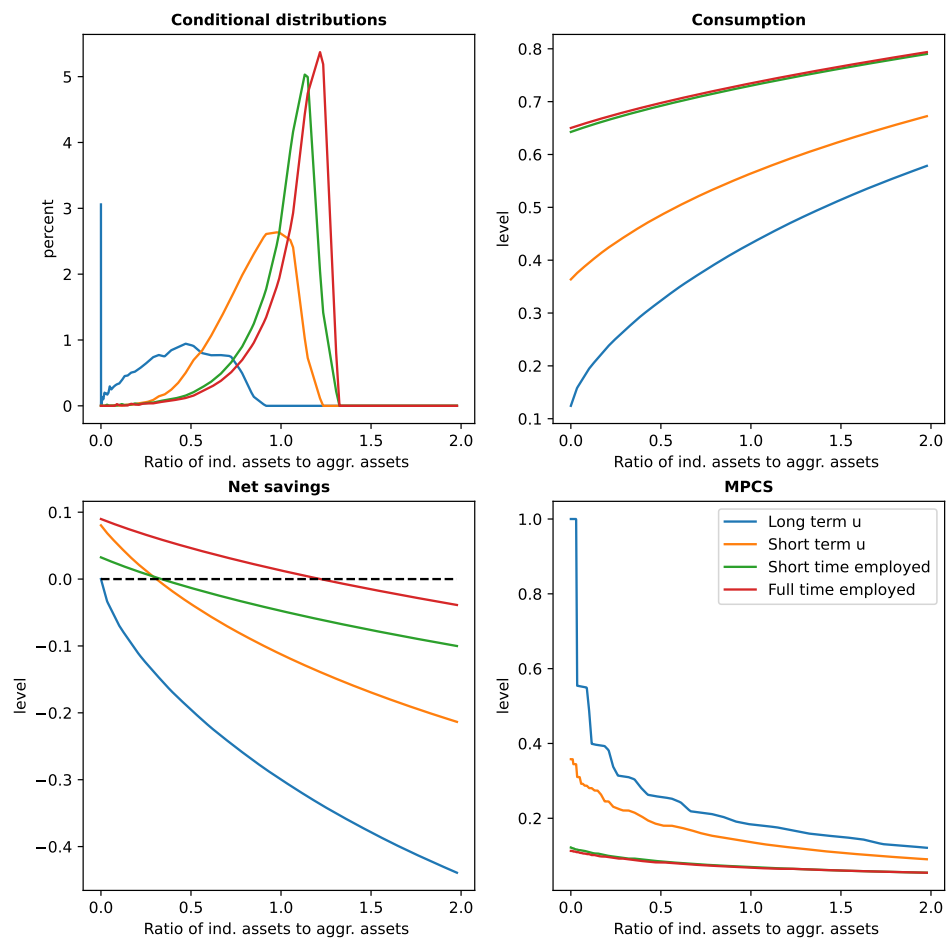 Conditional distributions
percent
5
4
3
2
1
0
0.0 0.5 1.0 1.5 2.0
Ratio of ind. assets to aggr. assets
Consumption
level
0.8
0.7
0.6
0.5
0.4
0.3
0.2
0.1
0.0 0.5 1.0 1.5 2.0
Ratio of ind. assets to aggr. assets
Net savings
level
0.1
0.0
−0.1
−0.2
−0.3
−0.4
0.0 0.5 1.0 1.5 2.0
Ratio of ind. assets to aggr. assets
MPCS
level
1.0
0.8
0.6
0.4
0.2
Long term u
Short term u
Short time employed
Full time employed
0.0 0.5 1.0 1.5 2.0
Ratio of ind. assets to aggr. assets